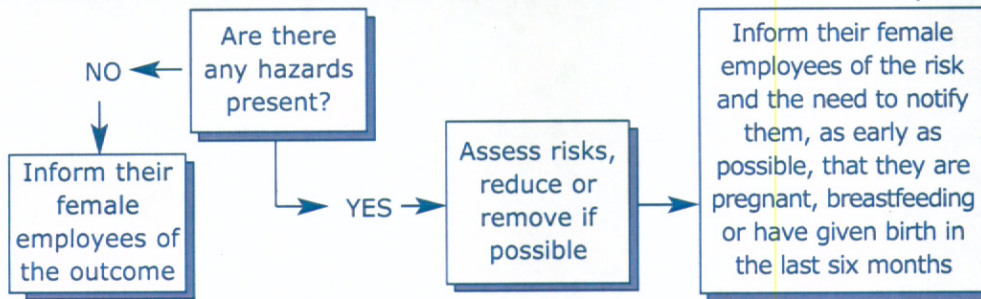 Are there
any hazards
present?
NO
Inform their
female
employees of
the outcome
YES
Assess risks,
reduce or
remove if
possible
Inform their female
employees of the risk
and the need to notify
them, as early as
possible, that they are
pregnant, breastfeeding
or have given birth in
the last six months